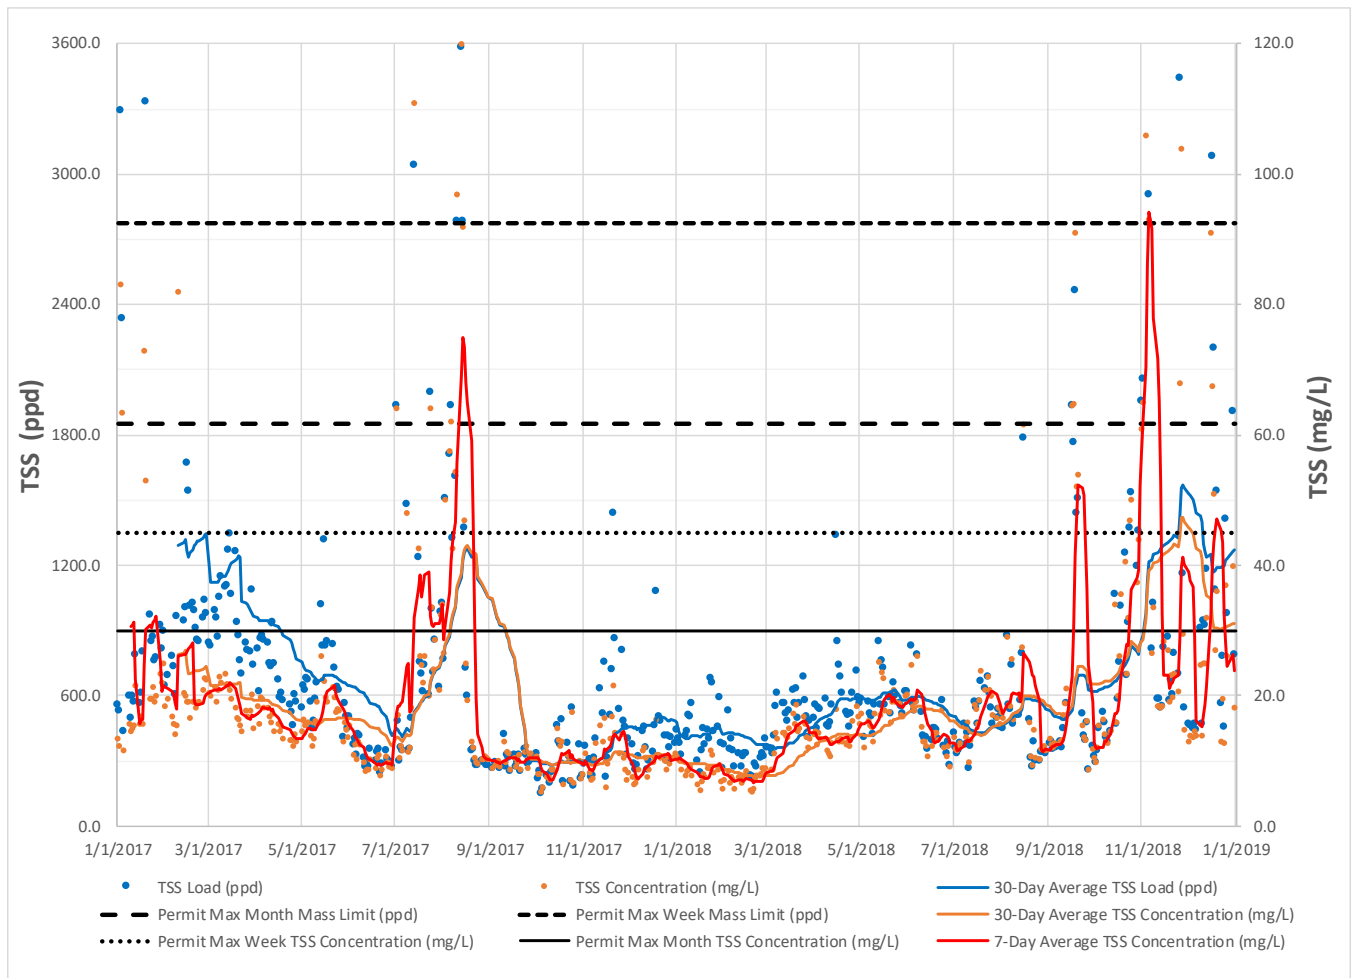 3600.0
3000.0
2400.0
1800.0
1200.0
600.0
0.0
TSS (ppd)
120.0
100.0
80.0
60.0
40.0
20.0
0.0
TSS (mg/L)
1/1/2017 3/1/2017 5/1/2017 7/1/2017 9/1/2017 11/1/2017 1/1/2018 3/1/2018 5/1/2018 7/1/2018 9/1/2018 11/1/2018 1/1/2019
TSS Load (ppd) TSS Concentration (mg/L) 30-Day Average TSS Load (ppd)
Permit Max Month Mass Limit (ppd) Permit Max Week Mass Limit (ppd) 30-Day Average TSS Concentration (mg/L)
Permit Max Week TSS Concentration (mg/L) Permit Max Month TSS Concentration (mg/L) 7-Day Average TSS Concentration (mg/L)